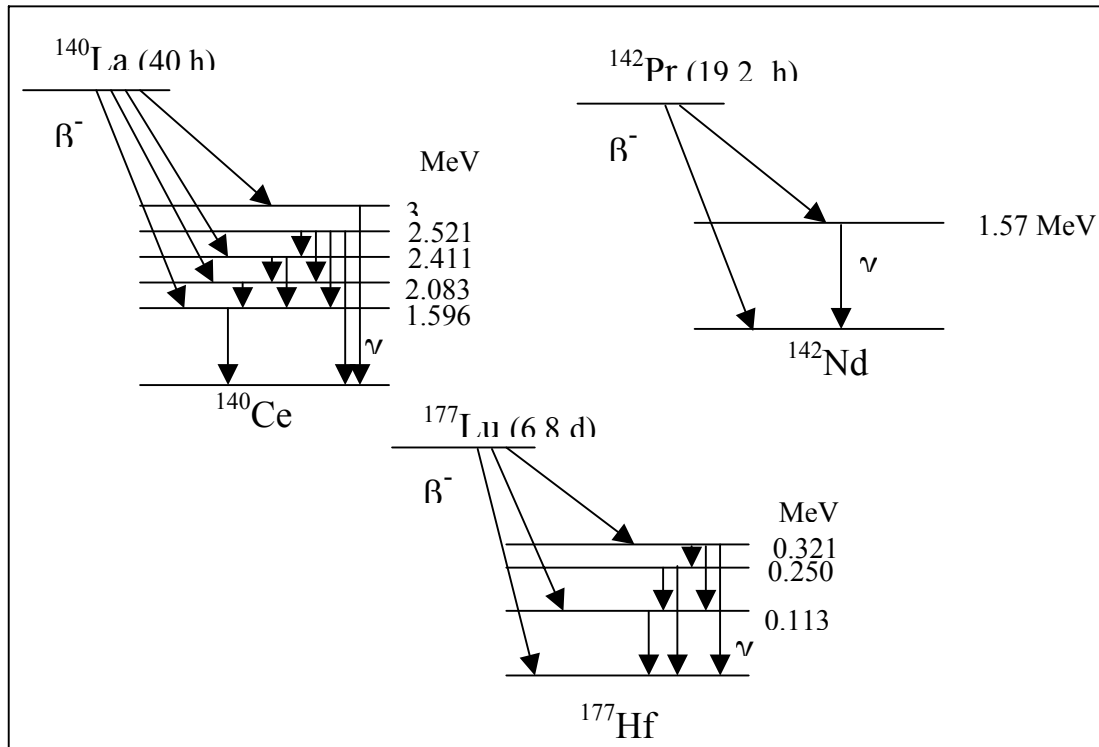 ¹⁴⁰La (40 h)
β⁻
MeV
3
2.521
2.411
2.083
1.596
γ
¹⁴⁰Ce
¹⁴²Pr (19 2 h)
β⁻
1.57 MeV
γ
¹⁴²Nd
¹⁷⁷Lu (6 8 d)
β⁻
MeV
0.321
0.250
0.113
γ
¹⁷⁷Hf